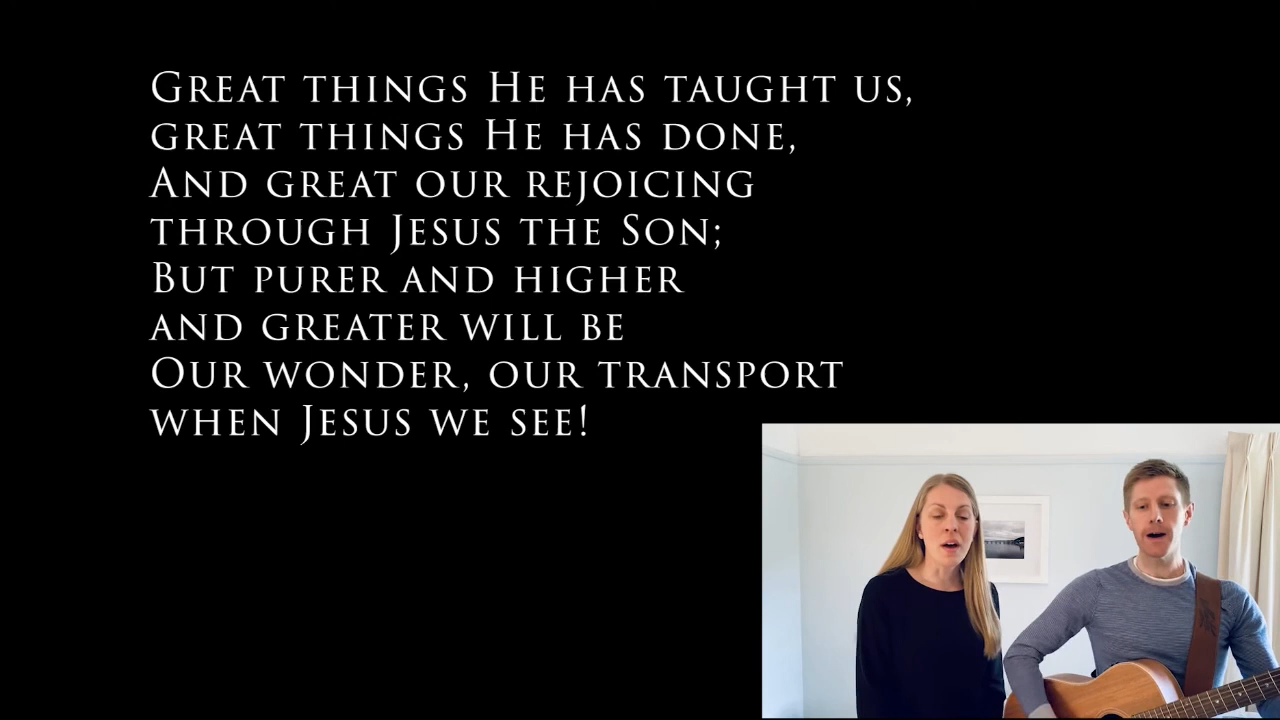 Great things He has taught us,
great things He has done,
And great our rejoicing
through Jesus the Son;
But purer and higher
and greater will be
Our wonder, our transport
when Jesus we see!